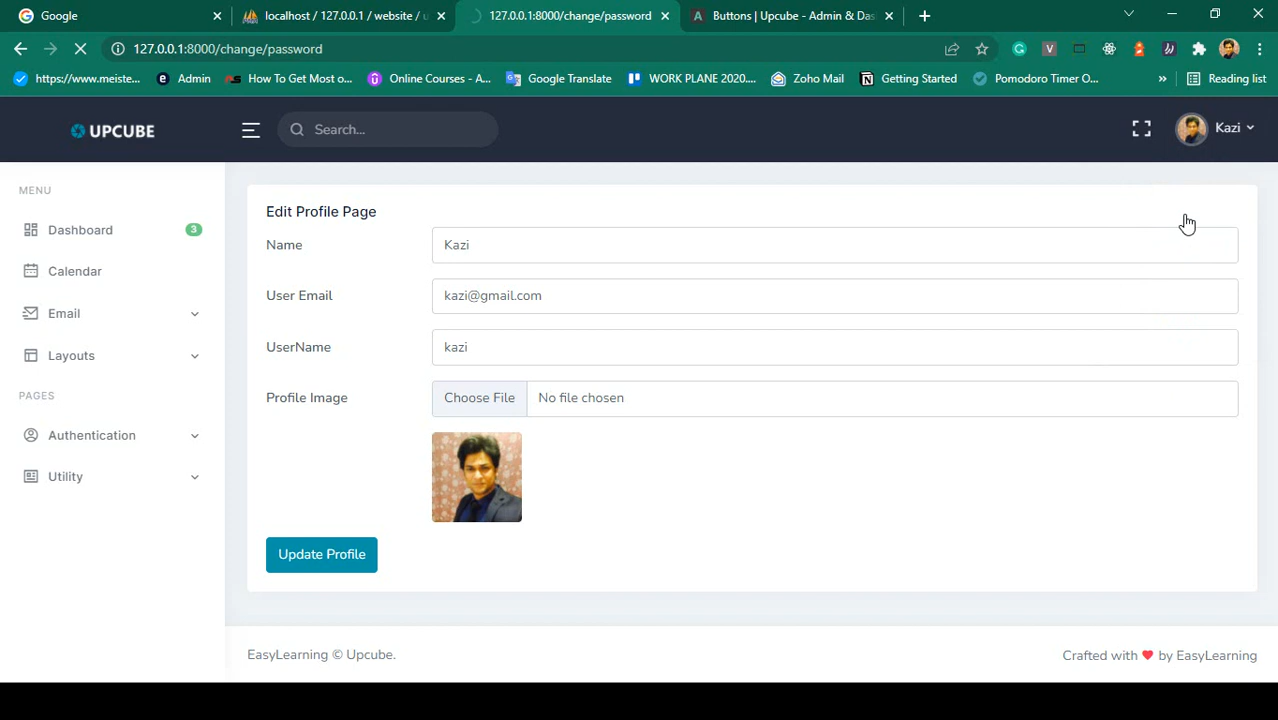 Google
localhost / 127.0.0.1 / website / u
127.0.0.1:8000/change/password
Buttons | Upcube - Admin & Das
127.0.0.1:8000/change/password
https://www.meiste...
Admin
How To Get Most o...
Online Courses - A...
Google Translate
WORK PLANE 2020....
Zoho Mail
Getting Started
Pomodoro Timer O...
»
Reading list
UPCUBE
Search...
Kazi
MENU
Dashboard
3
Calendar
Email
Layouts
PAGES
Authentication
Utility
Edit Profile Page
Name
Kazi
User Email
kazi@gmail.com
UserName
kazi
Profile Image
Choose File
No file chosen
Update Profile
EasyLearning © Upcube.
Crafted with ❤ by EasyLearning